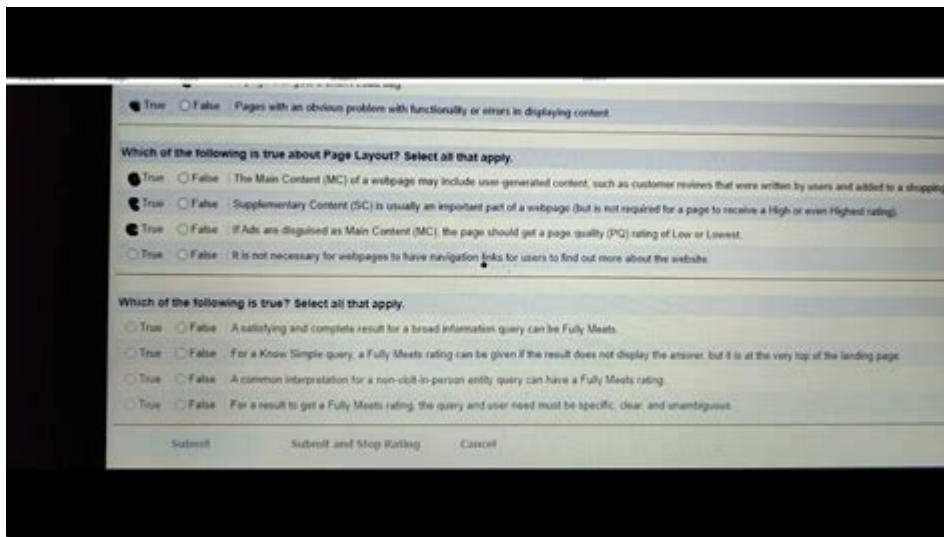 True False Pages with an obvious problem with functionality or errors in displaying content.
Which of the following is true about Page Layout? Select all that apply.
True False The Main Content (MC) of a webpage may include user-generated content, such as customer reviews that were written by users and added to a shopping
True False Supplementary Content (SC) is usually an important part of a webpage (but is not required for a page to receive a High or even Highest rating).
True False If Ads are disguised as Main Content (MC), the page should get a page quality (PQ) rating of Low or Lowest.
True False It is not necessary for webpages to have navigation links for users to find out more about the website.
Which of the following is true? Select all that apply.
True False A satisfying and complete result for a broad information query can be Fully Meets.
True False For a Know Simple query, a Fully Meets rating can be given if the result does not display the answer, but it is at the very top of the landing page.
True False A common interpretation for a non-visit-in-person entity query can have a Fully Meets rating.
True False For a result to get a Fully Meets rating, the query and user need must be specific, clear, and unambiguous.
Submit Submit and Stop Rating Cancel